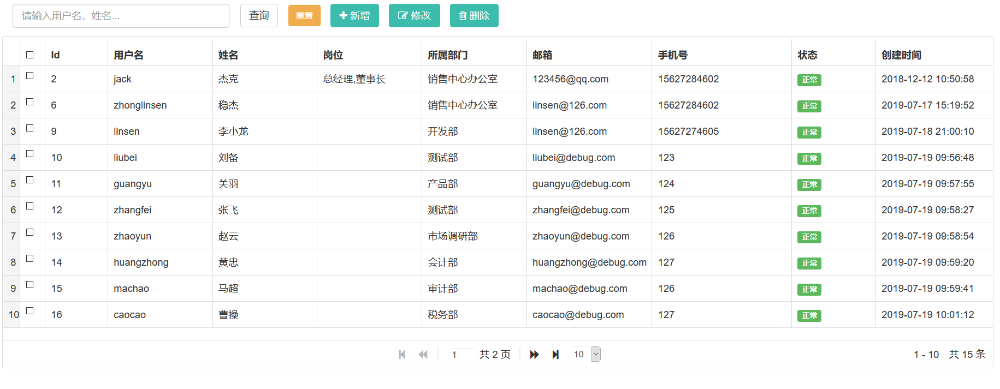 请输入用户名、姓名... 查询 重置 新增 修改 删除
Id 用户名 姓名 岗位 所属部门 邮箱 手机号 状态 创建时间
1 2 jack 杰克 总经理,董事长 销售中心办公室 123456@qq.com 15627284602 正常 2018-12-12 10:50:58
2 6 zhonglinsen 稳杰 销售中心办公室 linsen@126.com 15627284602 正常 2019-07-17 15:19:52
3 9 linsen 李小龙 开发部 linsen@126.com 15627274605 正常 2019-07-18 21:00:10
4 10 liubei 刘备 测试部 liubei@debug.com 123 正常 2019-07-19 09:56:48
5 11 guangyu 关羽 产品部 guangyu@debug.com 124 正常 2019-07-19 09:57:55
6 12 zhangfei 张飞 测试部 zhangfei@debug.com 125 正常 2019-07-19 09:58:27
7 13 zhaoyun 赵云 市场调研部 zhaoyun@debug.com 126 正常 2019-07-19 09:58:54
8 14 huangzhong 黄忠 会计部 huangzhong@debug.com 127 正常 2019-07-19 09:59:20
9 15 machao 马超 审计部 machao@debug.com 126 正常 2019-07-19 09:59:41
10 16 caocao 曹操 税务部 caocao@debug.com 127 正常 2019-07-19 10:01:12
1 共 2 页 10 1 - 10 共 15 条